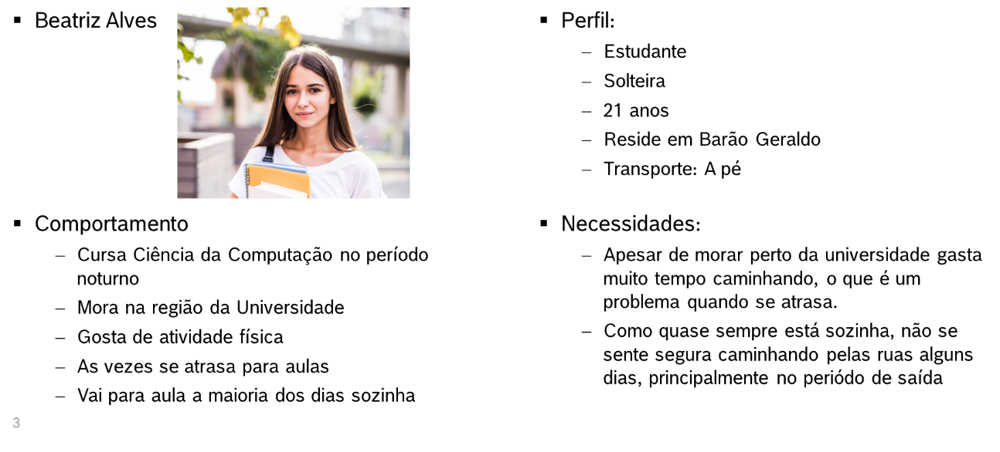 ▪ Beatriz Alves
▪ Perfil:
– Estudante
– Solteira
– 21 anos
– Reside em Barão Geraldo
– Transporte: A pé
▪ Comportamento
– Cursa Ciência da Computação no período
noturno
– Mora na região da Universidade
– Gosta de atividade física
– As vezes se atrasa para aulas
– Vai para aula a maioria dos dias sozinha
▪ Necessidades:
– Apesar de morar perto da universidade gasta
muito tempo caminhando, o que é um
problema quando se atrasa.
– Como quase sempre está sozinha, não se
sente segura caminhando pelas ruas alguns
dias, principalmente no periódo de saída
3